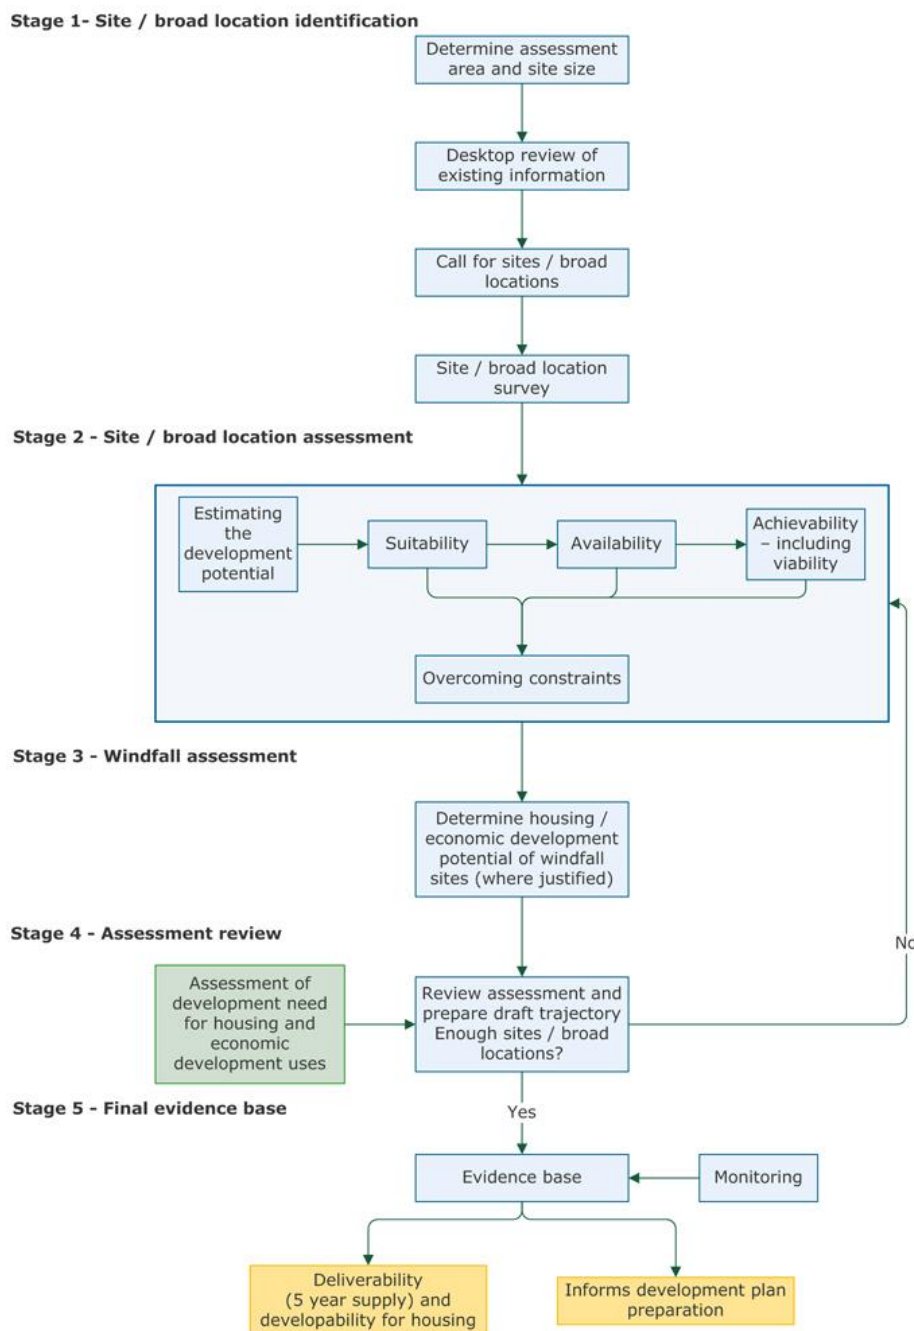 Stage 1- Site / broad location identification
Determine assessment
area and site size
Desktop review of
existing information
Call for sites / broad
locations
Site / broad location
survey
Stage 2 - Site / broad location assessment
Estimating
the
development
potential
Suitability
Availability
Achievability
– including
viability
Overcoming constraints
Stage 3 - Windfall assessment
Determine housing /
economic development
potential of windfall
sites (where justified)
Stage 4 - Assessment review
No
Assessment of
development need
for housing and
economic
development uses
Review assessment and
prepare draft trajectory
Enough sites / broad
locations?
Stage 5 - Final evidence base
Yes
Evidence base
Monitoring
Deliverability
(5 year supply) and
developability for housing
Informs development plan
preparation